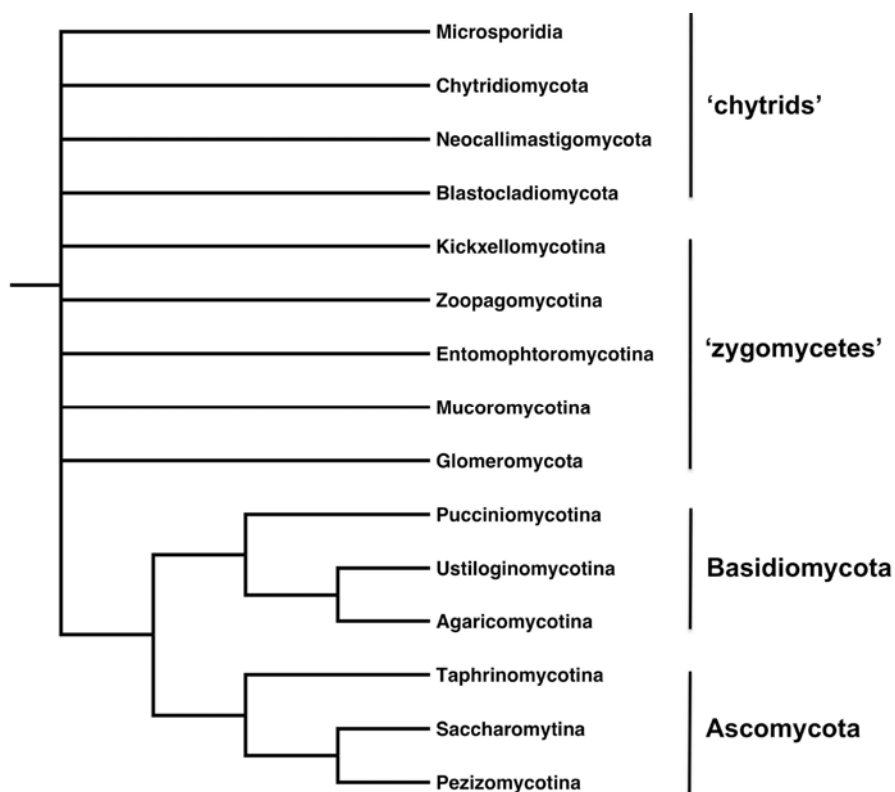 Microsporidia
Chytridiomycota
Neocallimastigomycota
Blastocladiomycota
‘chytrids’
Kickxellomycotina
Zoopagomycotina
Entomophtoromycotina
Mucoromycotina
Glomeromycota
‘zygomycetes’
Pucciniomycotina
Ustiloginomycotina
Agaricomycotina
Basidiomycota
Taphrinomycotina
Saccharomytina
Pezizomycotina
Ascomycota